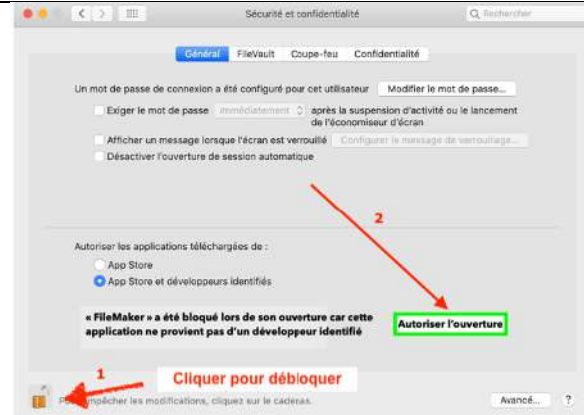 Sécurité et confidentialité
Rechercher
Général FileVault Coupe-feu Confidentialité
Un mot de passe de connexion a été configuré pour cet utilisateur Modifier le mot de passe...
Exiger le mot de passe immédiatement après la suspension d'activité ou le lancement
de l'économiseur d'écran
Afficher un message lorsque l'écran est verrouillé Configurer le message de verrouillage...
Désactiver l'ouverture de session automatique
2
Autoriser les applications téléchargées de :
App Store
App Store et développeurs identifiés
« FileMaker » a été bloqué lors de son ouverture car cette
application ne provient pas d'un développeur identifié
Autoriser l'ouverture
1
Cliquer pour débloquer
empêcher les modifications, cliquez sur le cadenas.
Avancé... ?